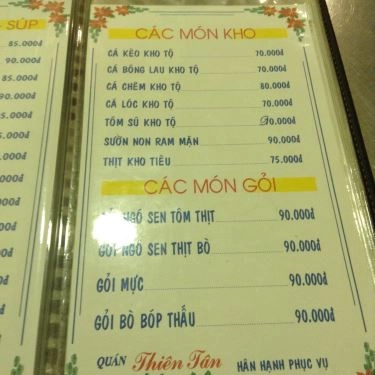 - SÚP
85.000đ
90.000đ
85.000đ
90.000đ
CÁC MÓN KHO
CÁ KÈO KHO TỘ 70.000đ
CÁ BÔNG LAU KHO TỘ 70.000đ
CÁ CHẼM KHO TỘ 80.000đ
CÁ LÓC KHO TỘ 70.000đ
TÔM SÚ KHO TỘ 0.000đ
SƯỜN NON RAM MẶN 90.000đ
THỊT KHO TIÊU 75.000đ
CÁC MÓN GỎI
GỎI NGÓ SEN TÔM THỊT 90.000đ
GỎI NGÓ SEN THỊT BÒ 90.000đ
GỎI MỰC 90.000đ
GỎI BÒ BÓP THẤU 90.000đ
QUÁN Thiên Tân HÂN HẠNH PHỤC VỤ